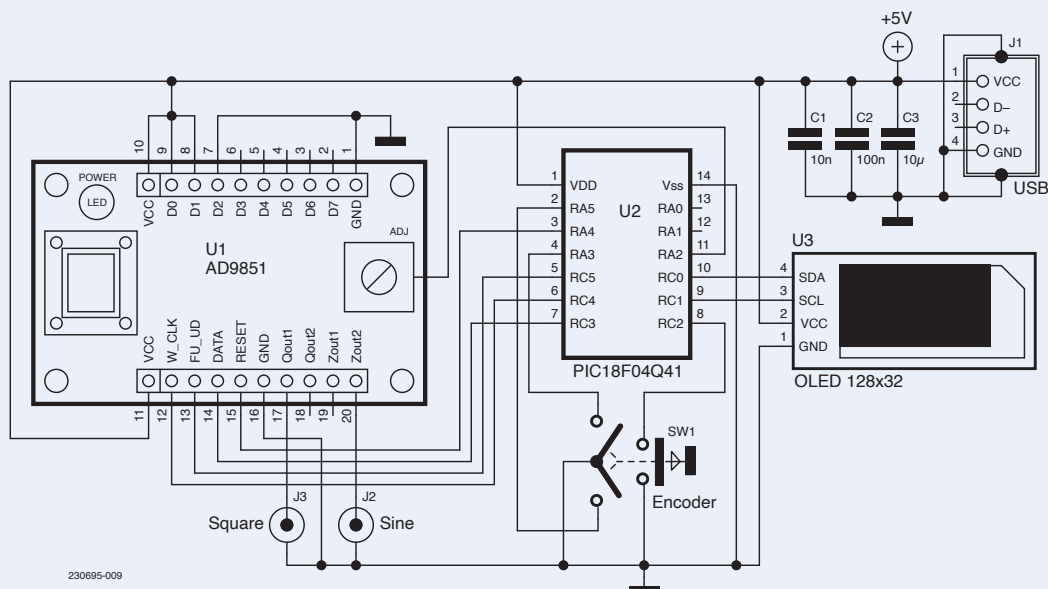 +5V
J1
1 VCC
2 D–
3 D+
4 GND
USB
C1
10n
C2
100n
C3
10µ
10 9 8 7 6 5 4 3 2 1
VCC D0 D1 D2 D3 D4 D5 D6 D7 GND
POWER
LED
U1
AD9851
ADJ
VCC W_CLK FU_UD DATA RESET GND Qout1 Qout2 Zout1 Zout2
11 12 13 14 15 16 17 18 19 20
U2
1 VDD Vss 14
2 RA5 RA0 13
3 RA4 RA1 12
4 RA3 RA2 11
5 RC5 RC0 10
6 RC4 RC1 9
7 RC3 RC2 8
PIC18F04Q41
U3
4 SDA
3 SCL
2 VCC
1 GND
OLED 128x32
SW1
Encoder
J3
Square
J2
Sine
230695-009